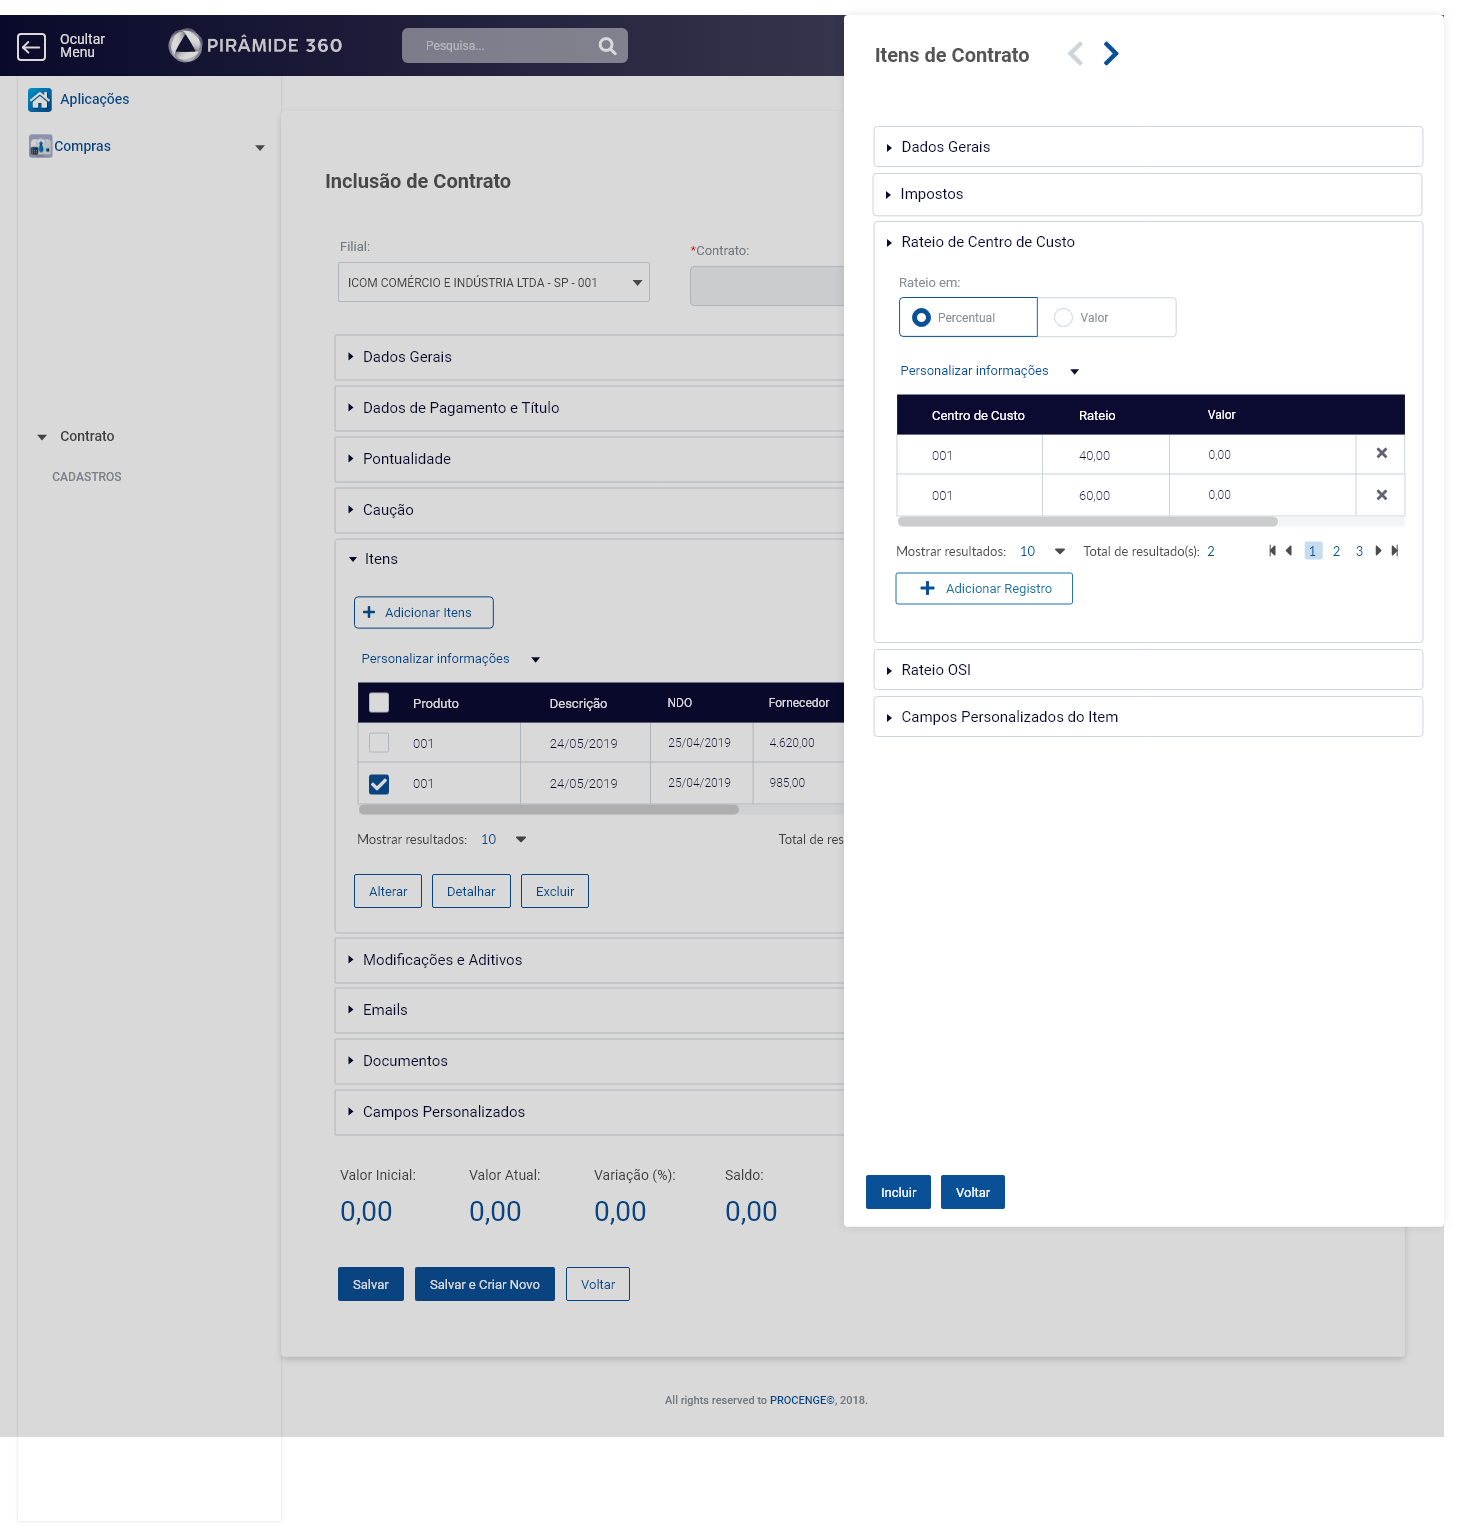 Ocultar
Menu
PIRÂMIDE 360
Pesquisa...
Aplicações
Compras
Contrato
CADASTROS
Inclusão de Contrato
Filial:
*Contrato:
ICOM COMÉRCIO E INDÚSTRIA LTDA - SP - 001
Dados Gerais
Dados de Pagamento e Título
Pontualidade
Caução
Itens
Adicionar Itens
Personalizar informações
Produto Descrição NDO Fornecedor
001 24/05/2019 25/04/2019 4.620,00
001 24/05/2019 25/04/2019 985,00
Mostrar resultados: 10 Total de res
Alterar Detalhar Excluir
Modificações e Aditivos
Emails
Documentos
Campos Personalizados
Valor Inicial: Valor Atual: Variação (%): Saldo:
0,00 0,00 0,00 0,00
Salvar Salvar e Criar Novo Voltar
All rights reserved to PROCENGE©, 2018.
Itens de Contrato
Dados Gerais
Impostos
Rateio de Centro de Custo
Rateio em:
Percentual Valor
Personalizar informações
Centro de Custo Rateio Valor
001 40,00 0,00
001 60,00 0,00
Mostrar resultados: 10 Total de resultado(s): 2 1 2 3
Adicionar Registro
Rateio OSI
Campos Personalizados do Item
Incluir Voltar